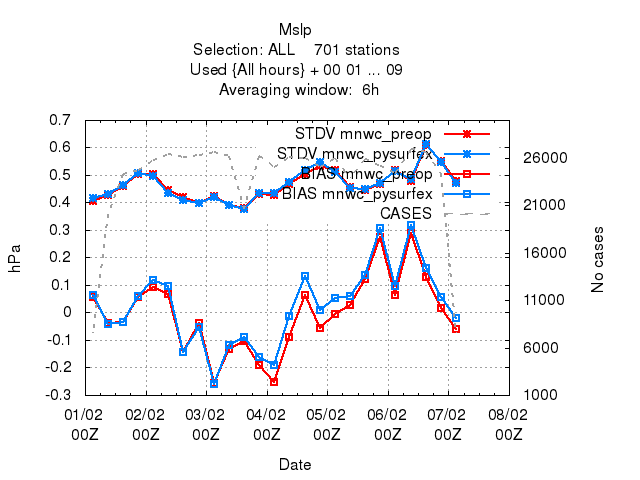 Mslp
Selection: ALL 701 stations
Used {All hours} + 00 01 ... 09
Averaging window: 6h
0.7
0.6
0.5
0.4
0.3
0.2
0.1
0
-0.1
-0.2
-0.3
hPa
STDV mnwc_preop
STDV mnwc_pysurfex
BIAS mnwc_preop
BIAS mnwc_pysurfex
CASES
26000
21000
16000
11000
6000
1000
No cases
01/02 02/02 03/02 04/02 05/02 06/02 07/02 08/02
00Z 00Z 00Z 00Z 00Z 00Z 00Z 00Z
Date